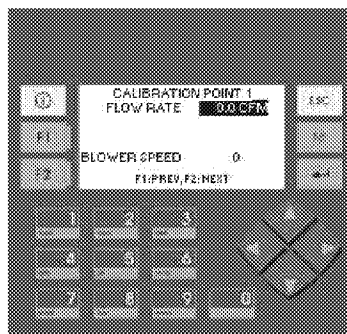 CALIBRATION POINT 1
FLOW RATE 0.0 CFM
BLOWER SPEED 0
F1:PREV, F2:NEXT
ESC
F1
F2
1 2 3
4 5 6
7 8 9 0